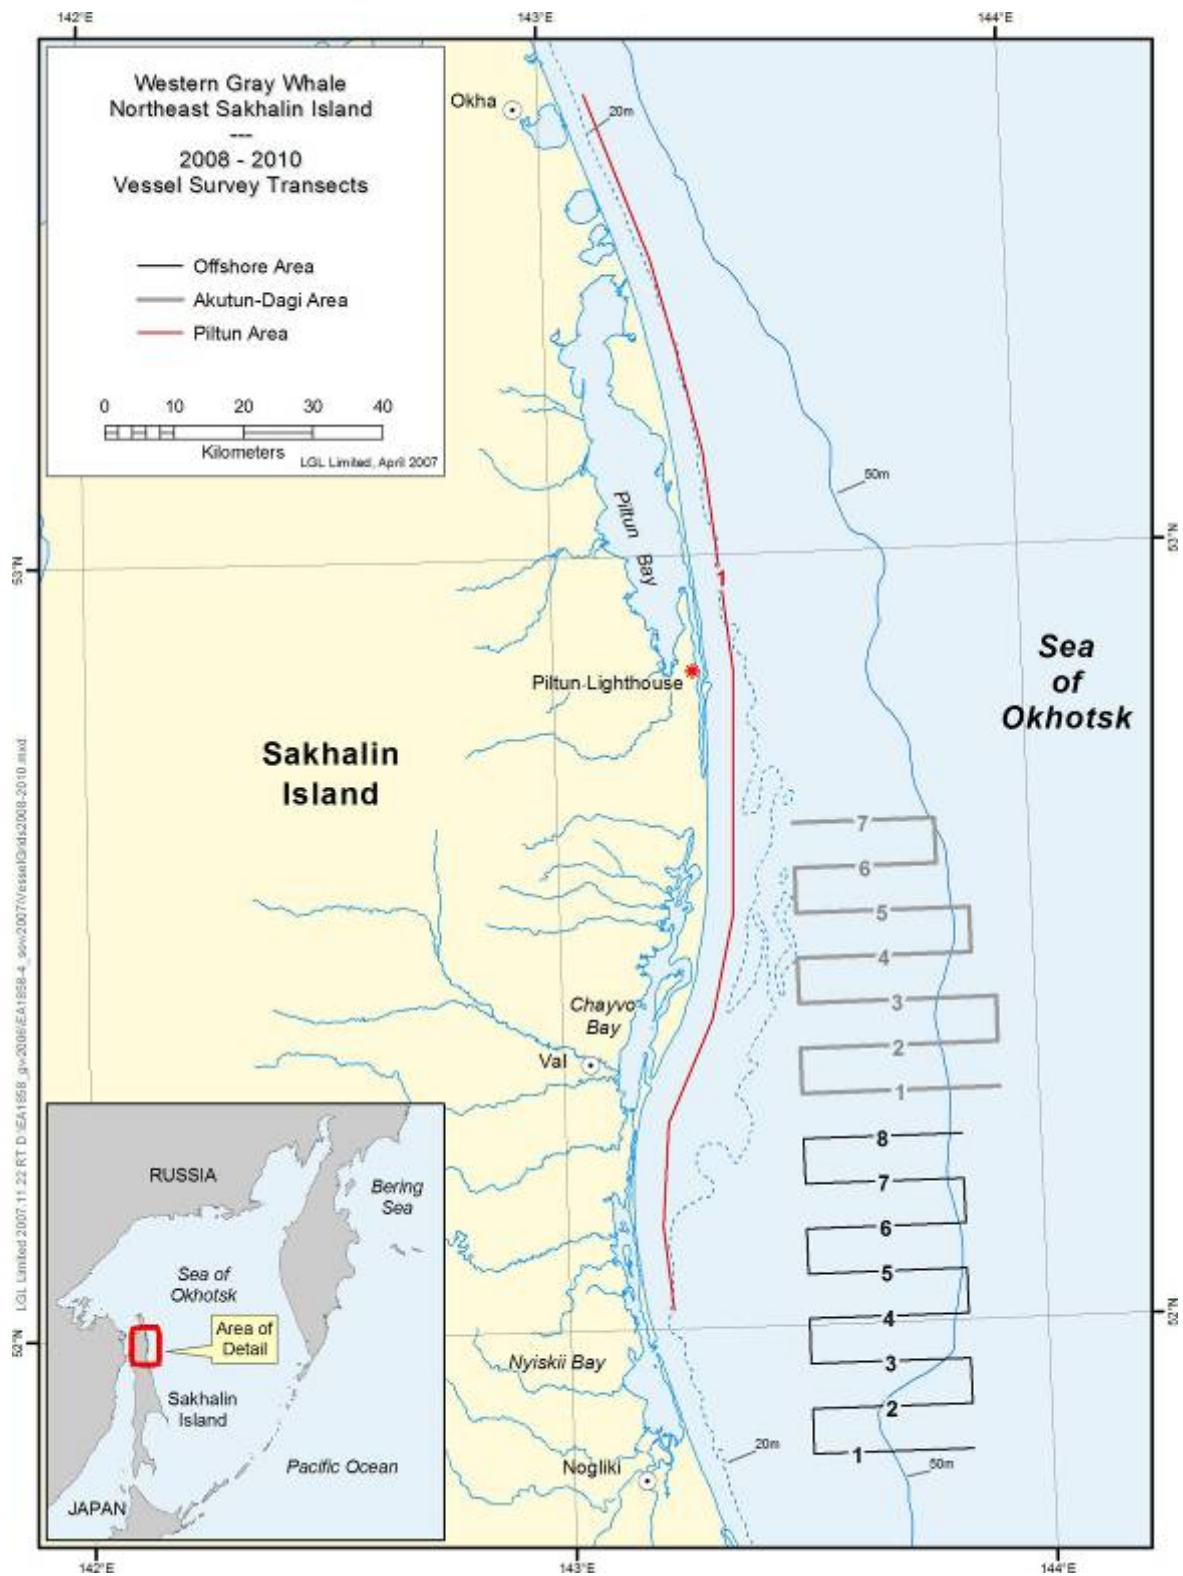 142°E
143°E
144°E
Western Gray Whale
Northeast Sakhalin Island
---
2008 - 2010
Vessel Survey Transects
Offshore Area
Akutun-Dagi Area
Piltun Area
0 10 20 30 40
Kilometers
LGL Limited, April 2007
Okha
20m
50m
Piltun Bay
53°N
53°N
1
Sea
of
Okhotsk
Piltun-Lighthouse
Sakhalin
Island
7
6
5
4
3
2
1
Chayvo
Bay
Val
8
7
6
5
4
3
2
1
52°N
52°N
Nyiskii Bay
Nogliki
20m
50m
RUSSIA
Bering
Sea
Sea of
Okhotsk
Area of
Detail
Sakhalin
Island
Pacific Ocean
JAPAN
142°E
143°E
144°E